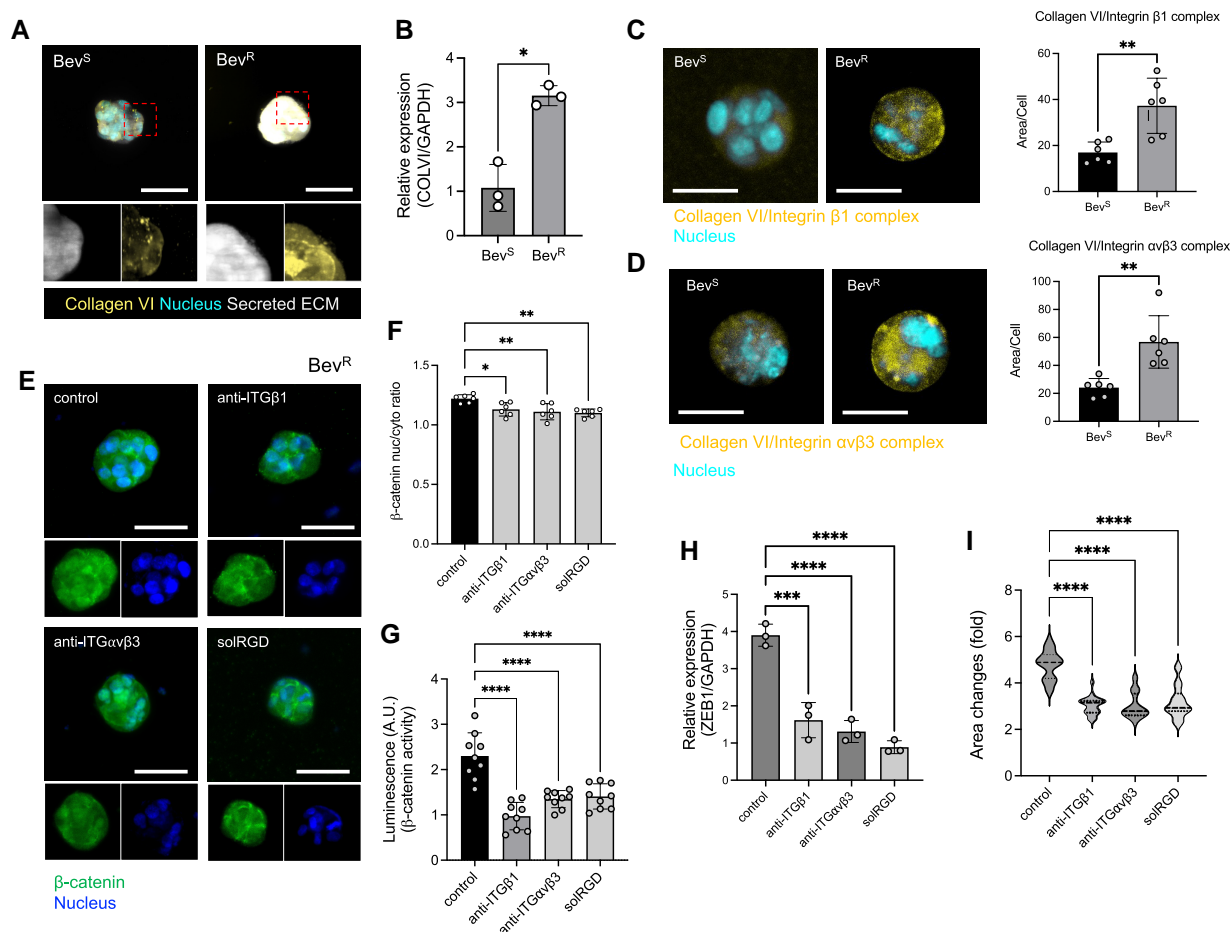 A
Bev^S
Bev^R
Collagen VI Nucleus Secreted ECM
B
Relative expression
(COLVI/GAPDH)
4
3
2
1
0
*
Bev^S
Bev^R
C
Bev^S
Bev^R
Collagen VI/Integrin β1 complex
Nucleus
Collagen VI/Integrin β1 complex
Area/Cell
60
40
20
0
**
Bev^S
Bev^R
D
Bev^S
Bev^R
Collagen VI/Integrin αvβ3 complex
Nucleus
Collagen VI/Integrin αvβ3 complex
Area/Cell
100
80
60
40
20
0
**
Bev^S
Bev^R
E
Bev^R
control
anti-ITGβ1
anti-ITGαvβ3
solRGD
β-catenin
Nucleus
F
β-catenin nuc/cyto ratio
1.5
1.0
0.5
0.0
*
**
**
control
anti-ITGβ1
anti-ITGαvβ3
solRGD
G
Luminescence (A.U.)
(β-catenin activity)
4
3
2
1
0
****
****
****
control
anti-ITGβ1
anti-ITGαvβ3
solRGD
H
Relative expression
(ZEB1/GAPDH)
5
4
3
2
1
0
***
****
****
control
anti-ITGβ1
anti-ITGαvβ3
solRGD
I
Area changes (fold)
8
6
4
2
0
****
****
****
control
anti-ITGβ1
anti-ITGαvβ3
solRGD